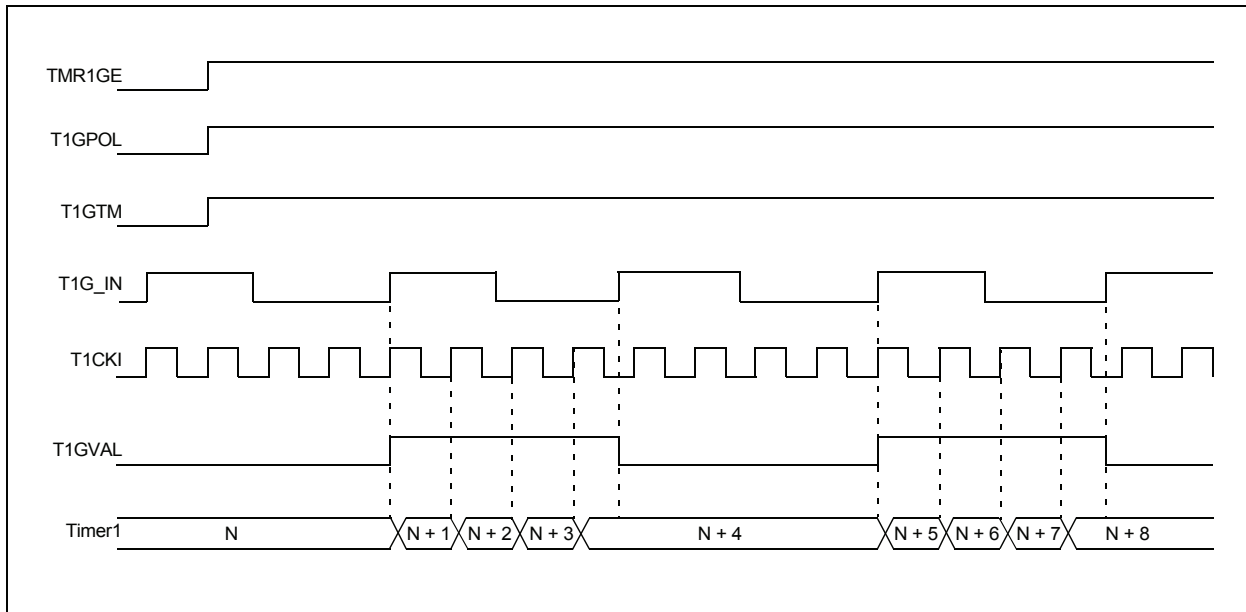 TMR1GE
T1GPOL
T1GTM
T1G_IN
T1CKI
T1GVAL
Timer1 N N + 1 N + 2 N + 3 N + 4 N + 5 N + 6 N + 7 N + 8